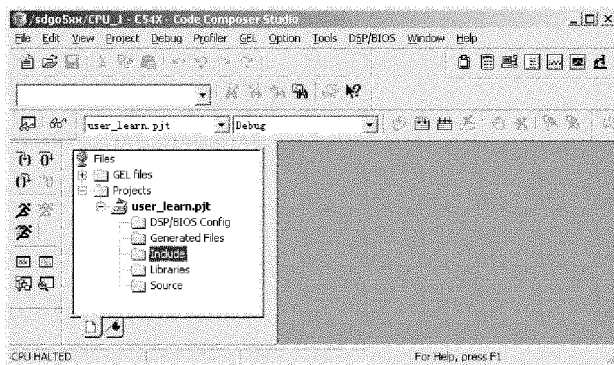 /sdgo5xx/CPU_1 - C54X - Code Composer Studio
File Edit View Project Debug Profiler GEL Option Tools DSP/BIOS Window Help
user_learn.pjt Debug
Files
GEL files
Projects
user_learn.pjt
DSP/BIOS Config
Generated Files
Include
Libraries
Source
CPU HALTED For Help, press F1